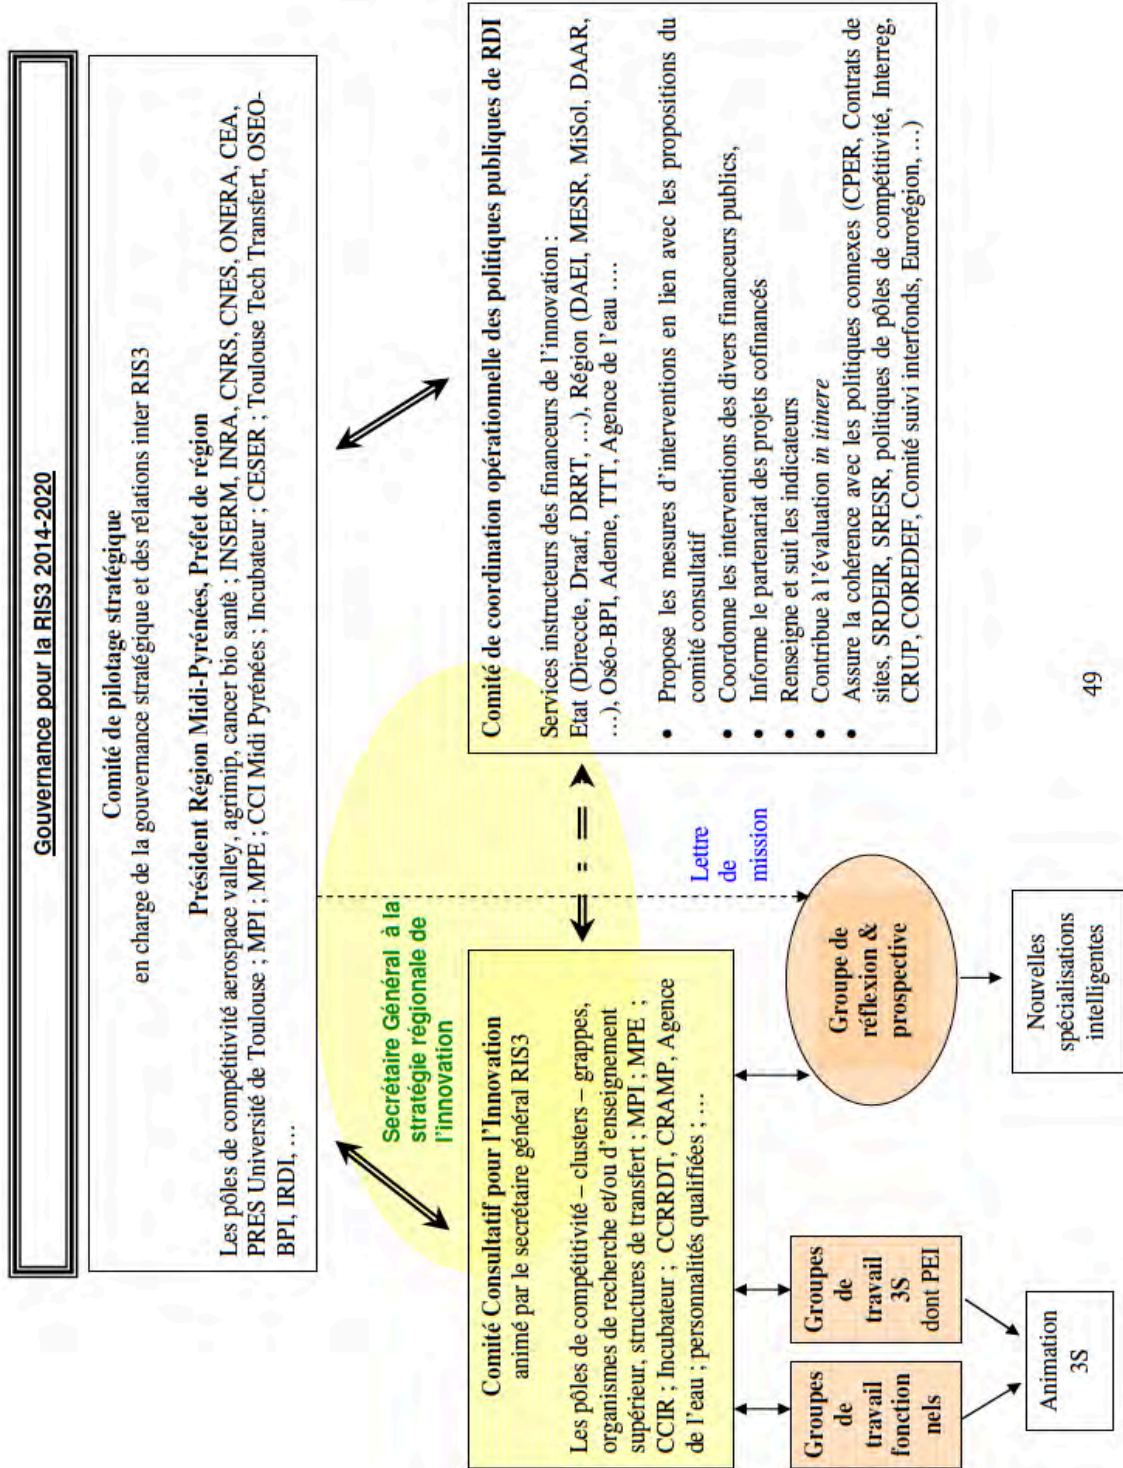 Gouvernance pour la RIS3 2014-2020
Comité de pilotage stratégique
en charge de la gouvernance stratégique et des rélations inter RIS3
Président Région Midi-Pyrénées, Préfet de région
Les pôles de compétitivité aerospace valley, agrimip, cancer bio santé ; INSERM, INRA, CNRS, CNES, ONERA, CEA,
PRES Université de Toulouse ; MPI ; MPE ; CCI Midi Pyrénées ; Incubateur ; CESER ; Toulouse Tech Transfert, OSEO-
BPI, IRDI, …
Secrétaire Général à la
stratégie régionale de
l'innovation
Comité Consultatif pour l'Innovation
animé par le secrétaire général RIS3
Les pôles de compétitivité – clusters – grappes,
organismes de recherche et/ou d'enseignement
supérieur, structures de transfert ; MPI ; MPE ;
CCIR ; Incubateur ; CCRRDT, CRAMP, Agence
de l'eau ; personnalités qualifiées ; …
Comité de coordination opérationnelle des politiques publiques de RDI
Services instructeurs des financeurs de l'innovation :
Etat (Direccte, Draaf, DRRT, …), Région (DAEI, MESR, MiSol, DAAR,
…), Oséo-BPI, Ademe, TTT, Agence de l'eau ….
• Propose les mesures d'interventions en lien avec les propositions du
comité consultatif
• Coordonne les interventions des divers financeurs publics,
• Informe le partenariat des projets cofinancés
• Renseigne et suit les indicateurs
• Contribue à l'évaluation in itinere
• Assure la cohérence avec les politiques connexes (CPER, Contrats de
sites, SRDEIR, SRESR, politiques de pôles de compétitivité, Interreg,
CRUP, COREDEF, Comité suivi interfonds, Eurorégion, …)
Lettre
de
mission
Groupes
de
travail
fonction
nels
Groupes
de
travail
3S
dont PEI
Groupe de
réflexion &
prospective
Animation
3S
Nouvelles
spécialisations
intelligentes
49